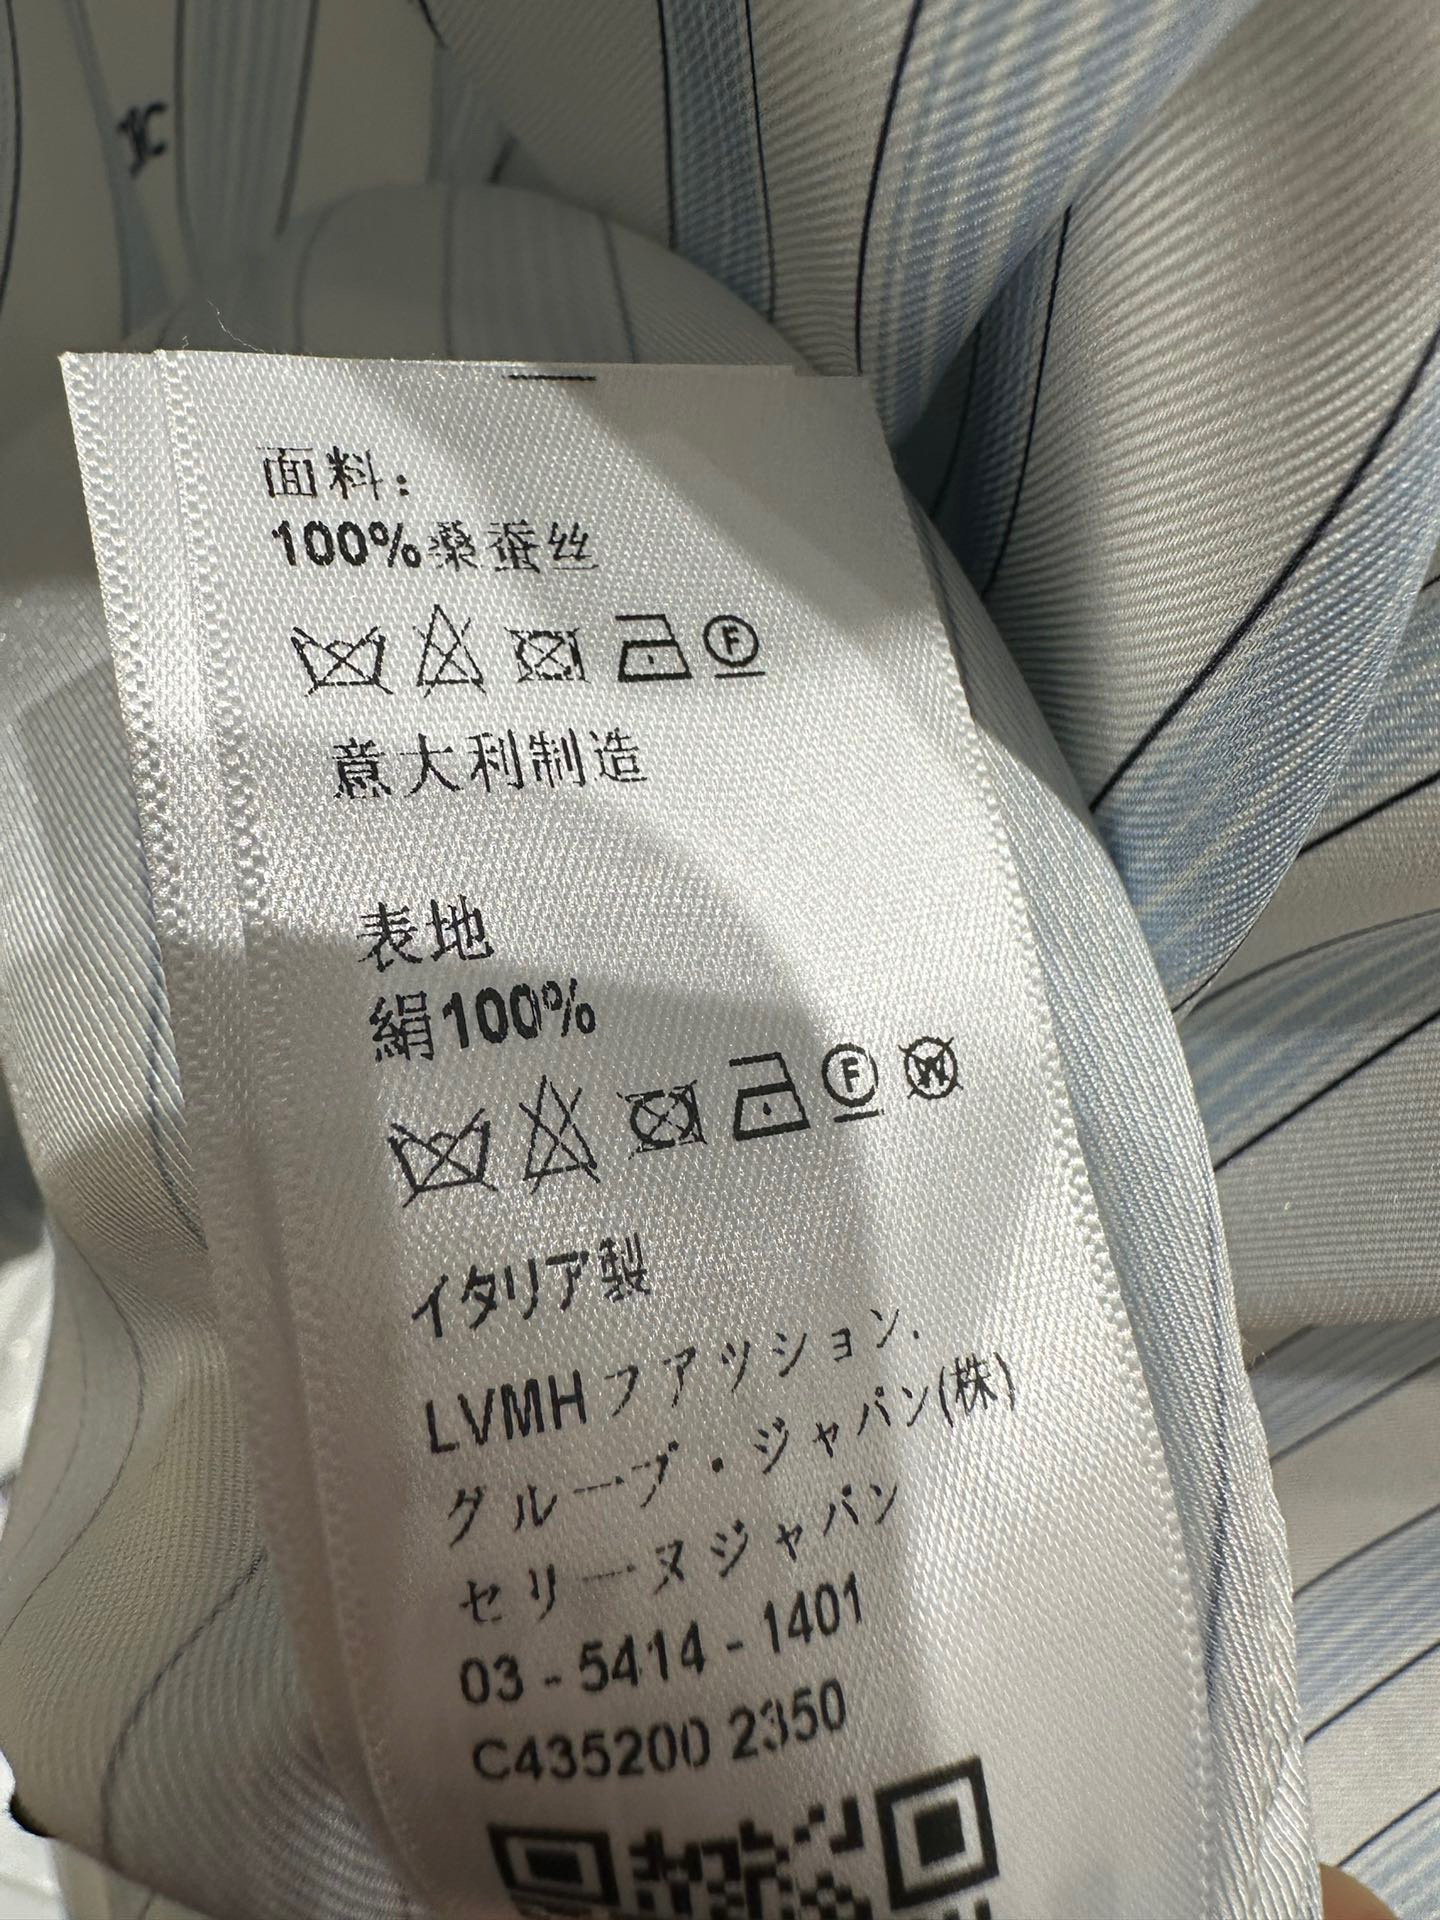 面料:
100%桑蚕丝
F
意大利制造
表地
絹100%
F W
イタリア製
LVMHファッション.
グループ・ジャパン(株)
セリーヌジャパン
03-5414-1401
C435200 2350